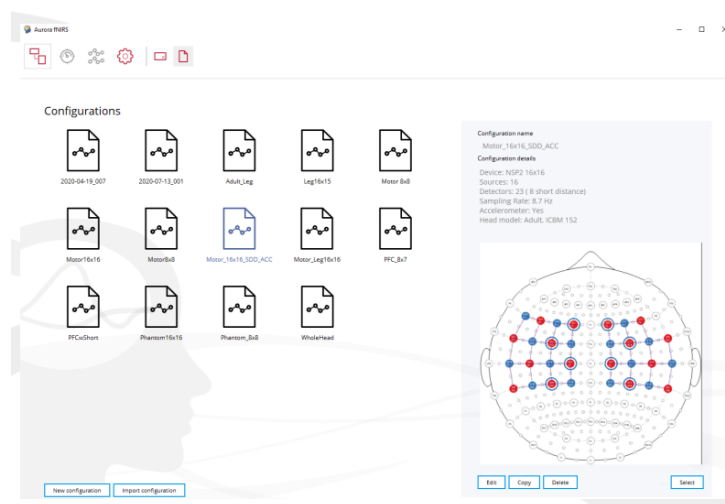 Aurora fNIRS
Configurations
2020-04-19_007
2020-07-13_001
Adult_Leg
Leg16x15
Motor 8x8
Motor16x16
Motor8x8
Motor_16x16_SDD_ACC
Motor_Leg16x16
PFC_8x7
PFCwShort
Phantom16x16
Phantom_8x8
WholeHead
New configuration
Import configuration
Configuration name
Motor_16x16_SDD_ACC
Configuration details
Device: NSP2 16x16
Sources: 16
Detectors: 23 ( 8 short distance)
Sampling Rate: 8.7 Hz
Accelerometer: Yes
Head model: Adult, ICBM 152
Edit
Copy
Delete
Select